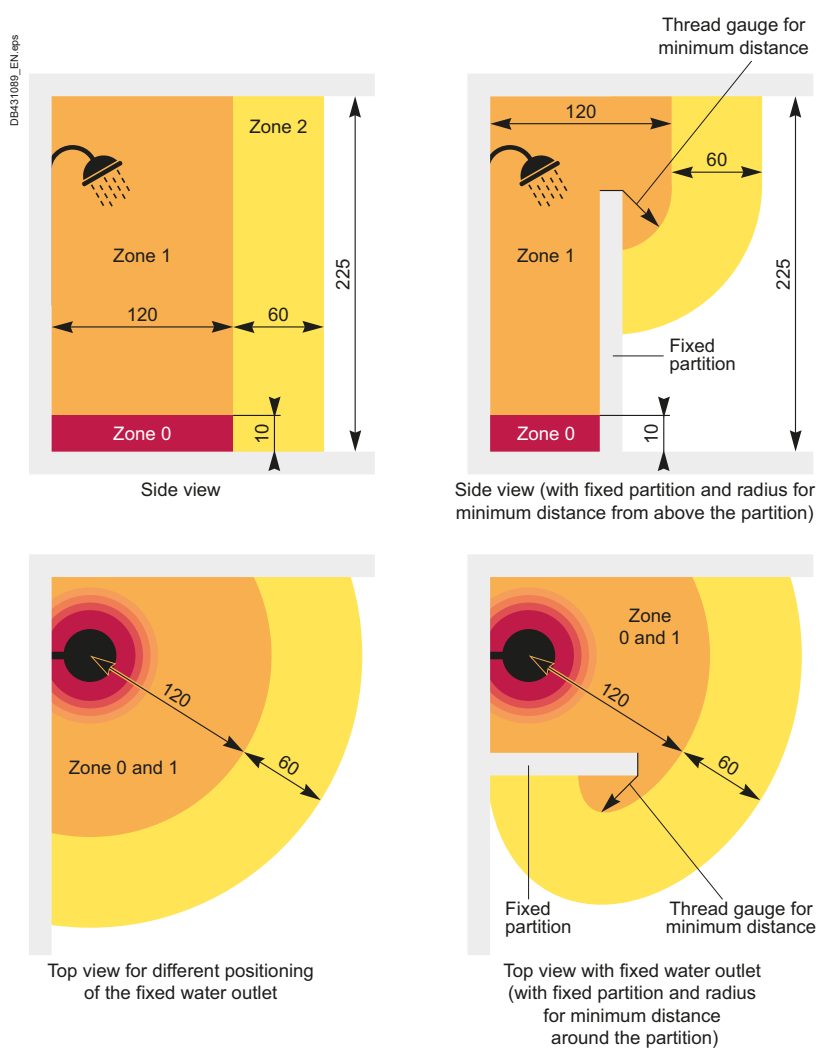 DB431089_EN.eps
Zone 2
Zone 1
120
60
225
Zone 0
10
Side view
Thread gauge for
minimum distance
120
60
Zone 1
225
Fixed
partition
Zone 0
10
Side view (with fixed partition and radius for
minimum distance from above the partition)
120
60
Zone 0 and 1
Top view for different positioning
of the fixed water outlet
Zone
0 and 1
120
60
Fixed
partition
Thread gauge for
minimum distance
Top view with fixed water outlet
(with fixed partition and radius
for minimum distance
around the partition)